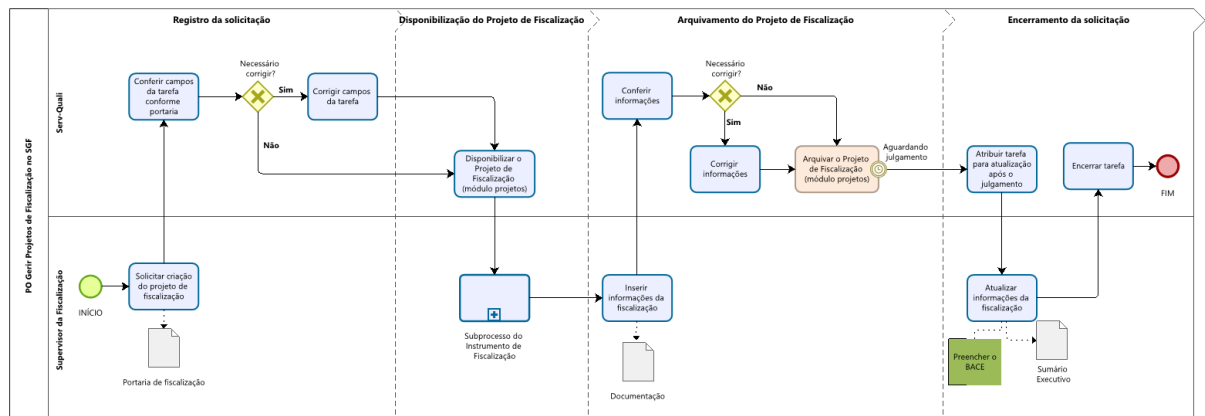 Registro da solicitação
Disponibilização do Projeto de Fiscalização
Arquivamento do Projeto de Fiscalização
Encerramento da solicitação
PO Gerir Projetos de Fiscalização no SGF
Serv-Quali
Conferir campos
da tarefa
conforme
portaria
Necessário
corrigir?
Sim
Não
Corrigir campos
da tarefa
Disponibilizar o
Projeto de
Fiscalização
(módulo projetos)
Conferir
informações
Necessário
corrigir?
Não
Sim
Corrigir
informações
Arquivar o Projeto
de Fiscalização
(módulo projetos)
Aguardando
julgamento
Atribuir tarefa
para atualização
após o
julgamento
Encerrar tarefa
FIM
Supervisor da Fiscalização
INÍCIO
Solicitar criação
do projeto de
fiscalização
Portaria de fiscalização
Subprocesso do
Instrumento de
Fiscalização
Inserir
informações da
fiscalização
Documentação
Atualizar
informações da
fiscalização
Preencher o
BACE
Sumário
Executivo